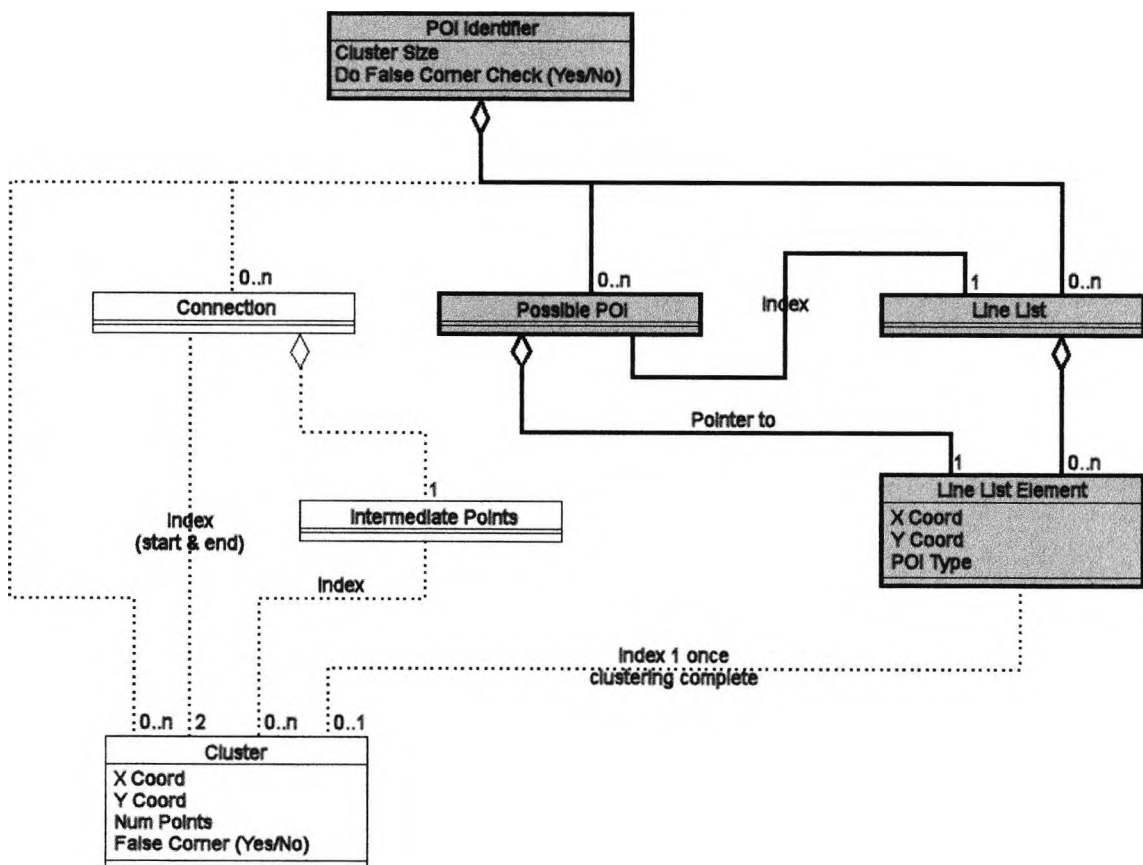 POI Identifier
Cluster Size
Do False Corner Check (Yes/No)
0..n
0..n
1
0..n
Connection
Possible POI
Index
Line List
Pointer to
1
1
0..n
Intermediate Points
Line List Element
Index
(start & end)
X Coord
Y Coord
POI Type
Index
Index 1 once
clustering complete
0..n
2
0..n
0..1
Cluster
X Coord
Y Coord
Num Points
False Corner (Yes/No)